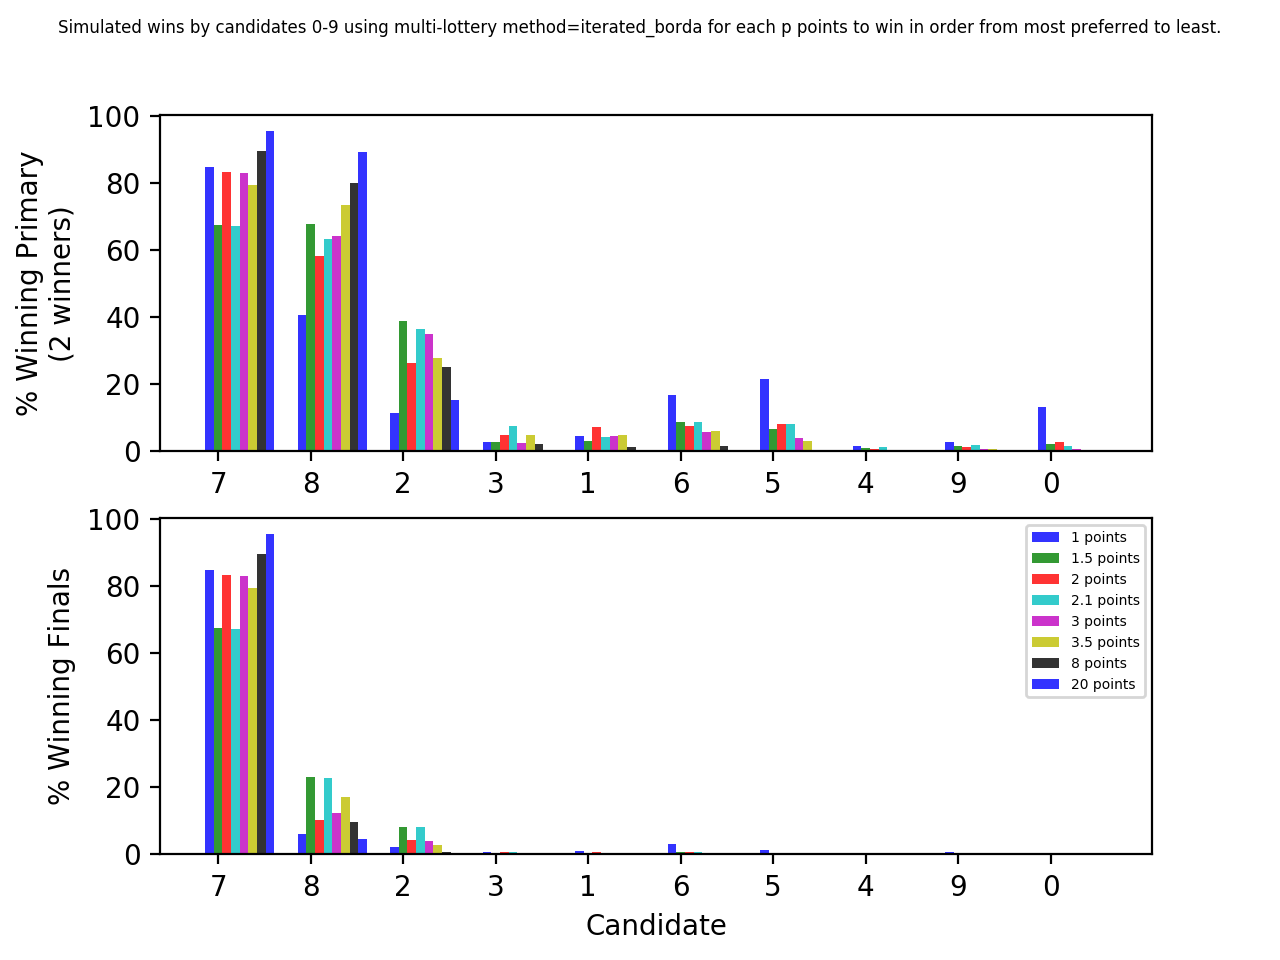 Simulated wins by candidates 0-9 using multi-lottery method=iterated_borda for each p points to win in order from most preferred to least.
% Winning Primary
(2 winners)
100
80
60
40
20
0
7 8 2 3 1 6 5 4 9 0
% Winning Finals
100
80
60
40
20
0
1 points
1.5 points
2 points
2.1 points
3 points
3.5 points
8 points
20 points
7 8 2 3 1 6 5 4 9 0
Candidate